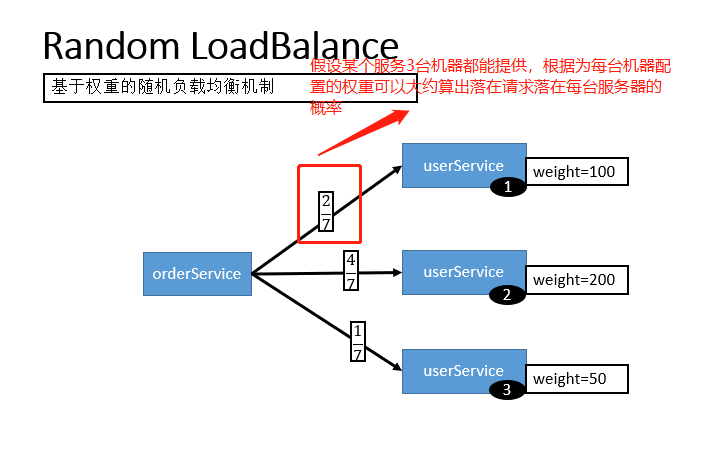 Random LoadBalance
基于权重的随机负载均衡机制
假设某个服务3台机器都能提供，根据为每台机器配
置的权重可以大约算出落在请求落在每台服务器的
概率
userService
1
weight=100
2
7
orderService
4
7
userService
2
weight=200
1
7
userService
3
weight=50